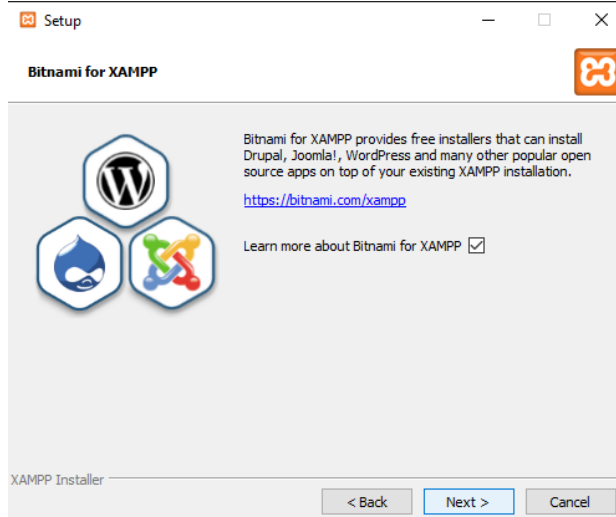 Setup
Bitnami for XAMPP
Bitnami for XAMPP provides free installers that can install
Drupal, Joomla!, WordPress and many other popular open
source apps on top of your existing XAMPP installation.
https://bitnami.com/xampp
Learn more about Bitnami for XAMPP
XAMPP Installer
< Back
Next >
Cancel